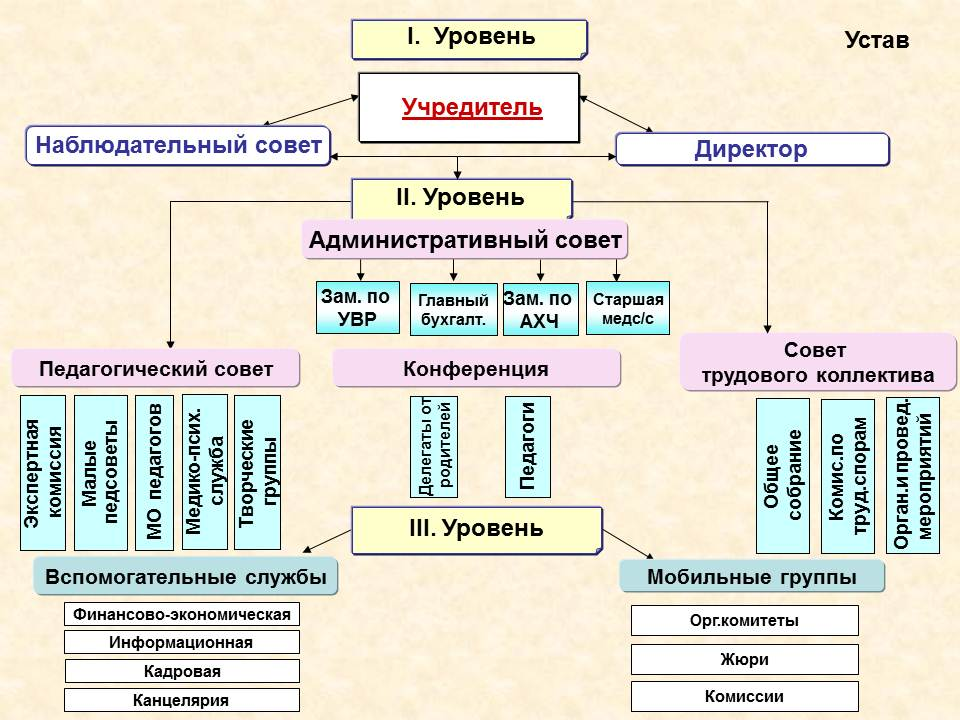 I. Уровень
Устав
Учредитель
Наблюдательный совет
Директор
II. Уровень
Административный совет
Зам. по
УВР
Главный
бухгалт.
Зам. по
АХЧ
Старшая
медс/с
Педагогический совет
Конференция
Совет
трудового коллектива
Экспертная
комиссия
Малые
педсоветы
МО педагогов
Медико-псих.
служба
Творческие
группы
Делегаты от
родителей
Педагоги
Общее
собрание
Комис.по
труд.спорам
Орган.и провед.
мероприятий
III. Уровень
Вспомогательные службы
Мобильные группы
Финансово-экономическая
Информационная
Кадровая
Канцелярия
Орг.комитеты
Жюри
Комиссии